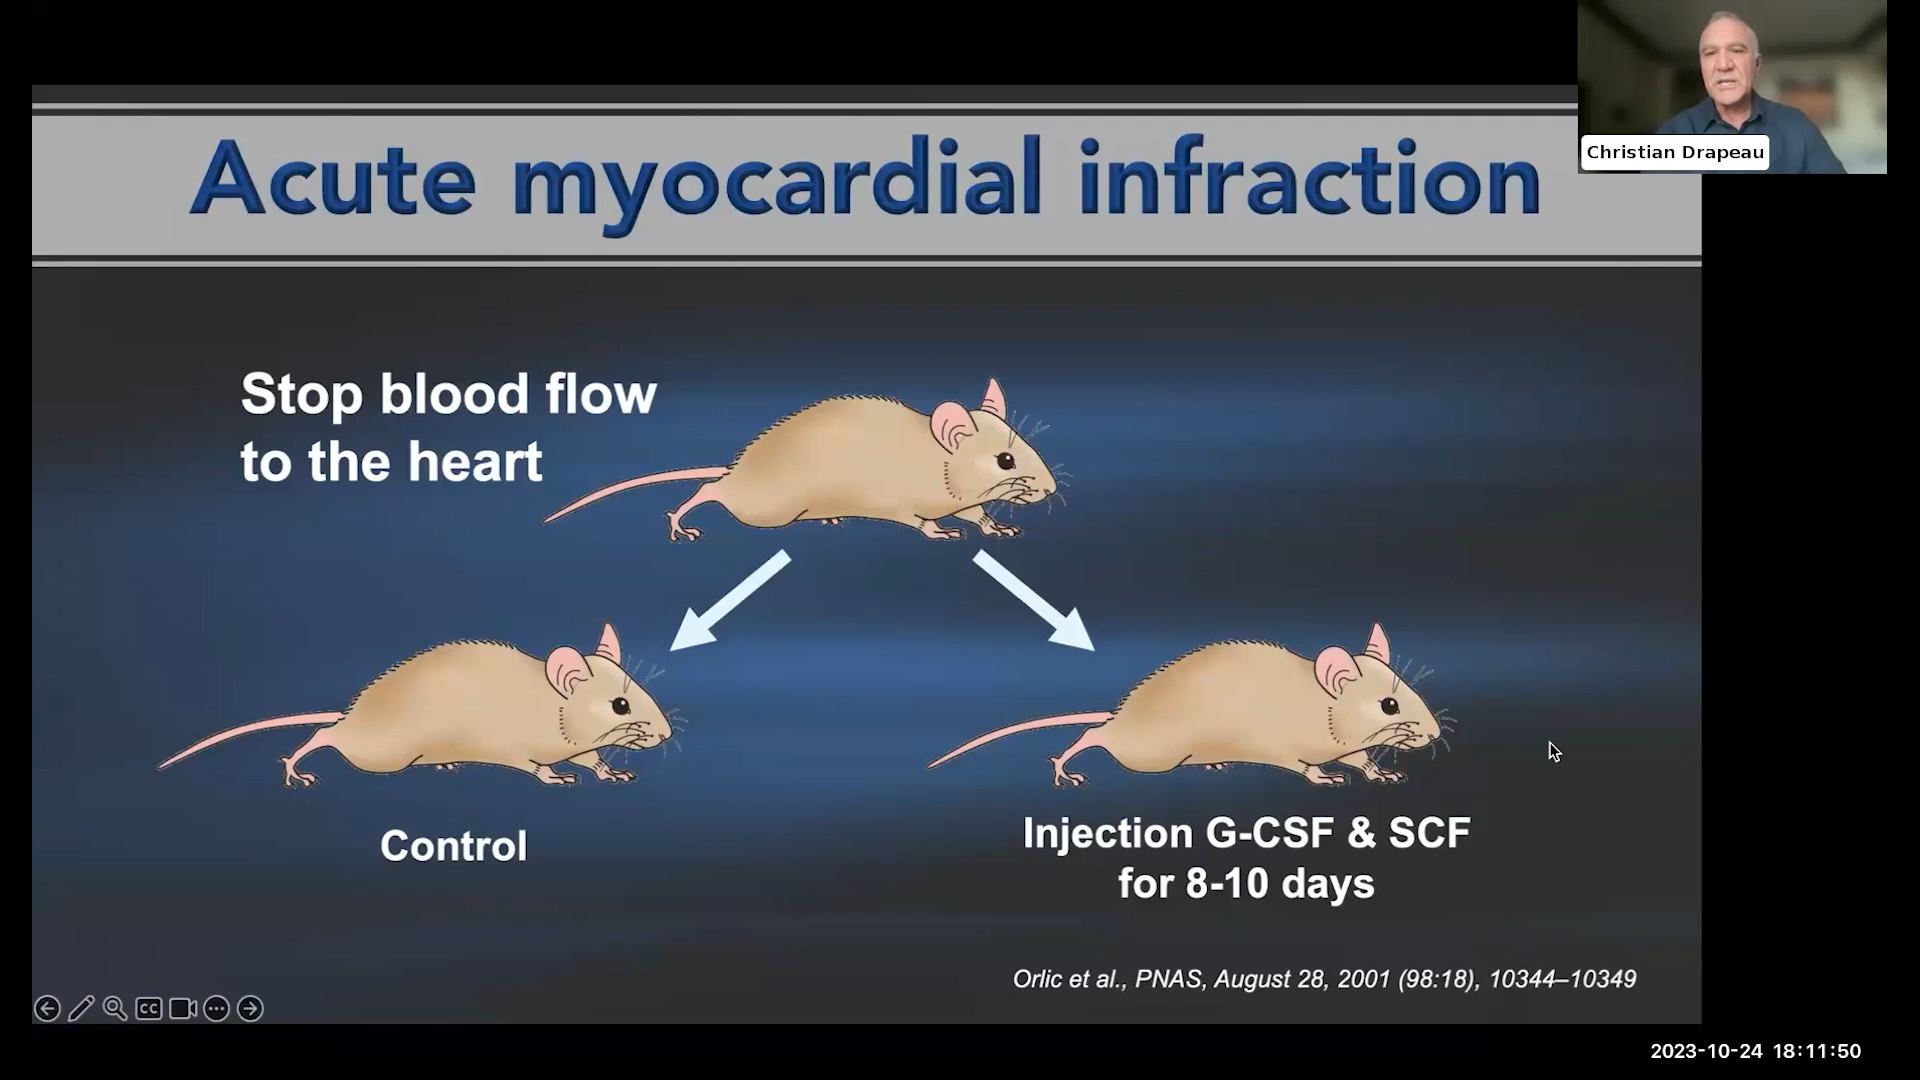 Christian Drapeau
Acute myocardial infraction
Stop blood flow
to the heart
Control
Injection G-CSF & SCF
for 8-10 days
Orlic et al., PNAS, August 28, 2001 (98:18), 10344–10349
CC
2023-10-24 18:11:50